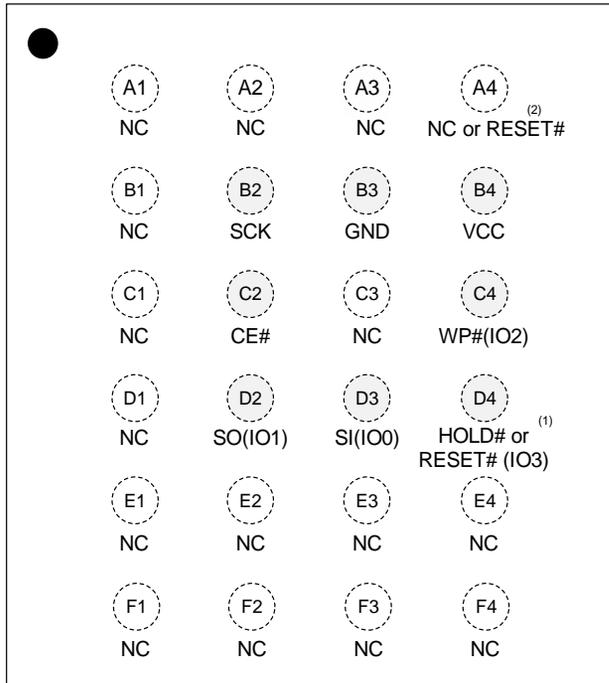 A1 A2 A3 A4
(2)
NC NC NC NC or RESET#
B1 B2 B3 B4
NC SCK GND VCC
C1 C2 C3 C4
NC CE# NC WP#(IO2)
D1 D2 D3 D4
(1)
NC SO(IO1) SI(IO0) HOLD# or
RESET# (IO3)
E1 E2 E3 E4
NC NC NC NC
F1 F2 F3 F4
NC NC NC NC